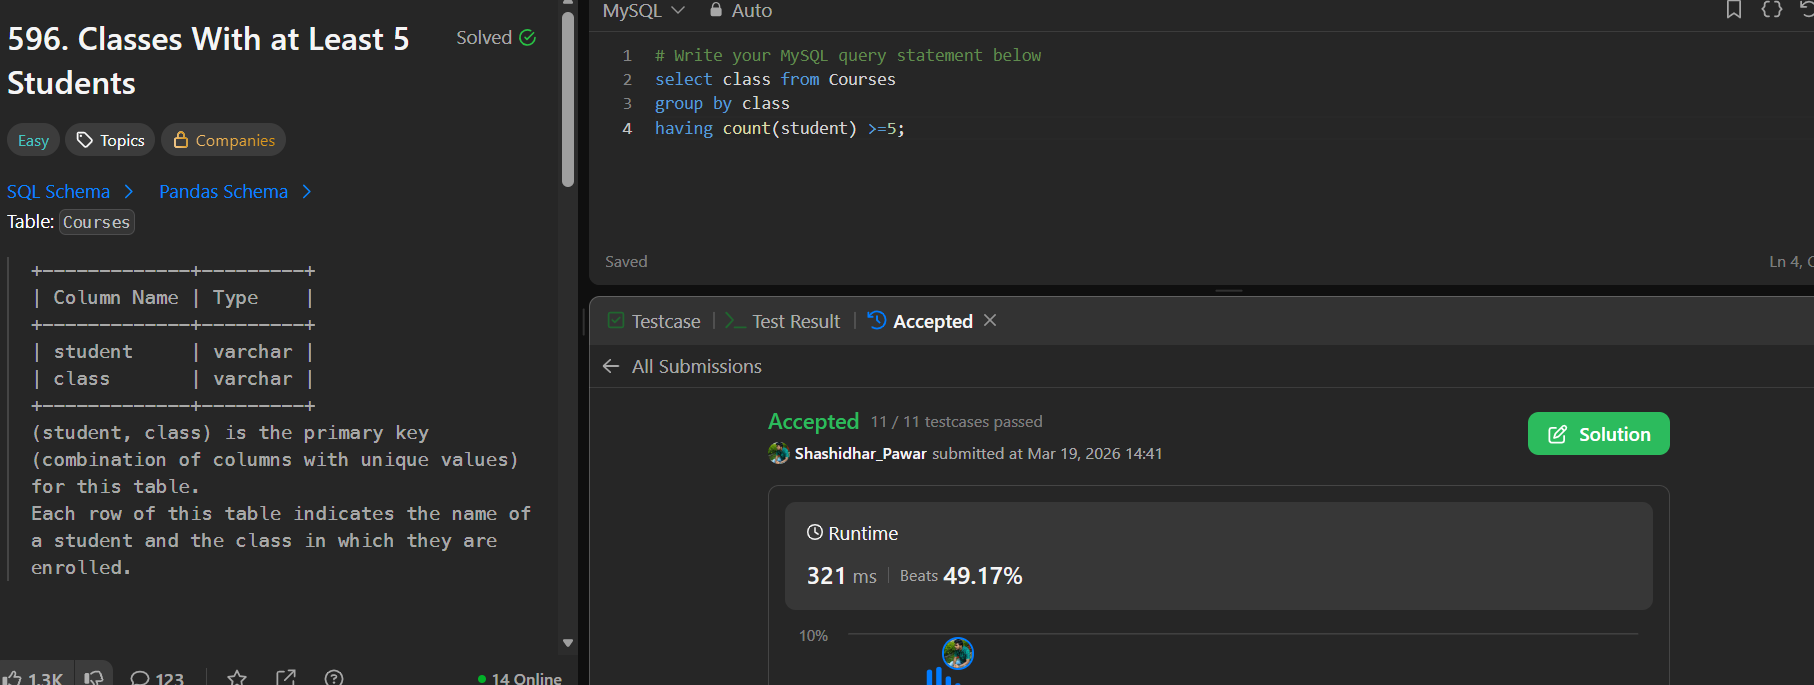 596. Classes With at Least 5 Students
Solved
Easy
Topics
Companies
SQL Schema
Pandas Schema
Table: Courses
+-------------+---------+
| Column Name | Type    |
+-------------+---------+
| student     | varchar |
| class       | varchar |
+-------------+---------+
(student, class) is the primary key
(combination of columns with unique values)
for this table.
Each row of this table indicates the name of
a student and the class in which they are
enrolled.
1.3K
123
14 Online
MySQL
Auto
1 # Write your MySQL query statement below
2 select class from Courses
3 group by class
4 having count(student) >=5;
Saved
Ln 4,
Testcase
Test Result
Accepted
All Submissions
Accepted 11 / 11 testcases passed
Shashidhar_Pawar submitted at Mar 19, 2026 14:41
Solution
Runtime
321 ms
Beats 49.17%
10%